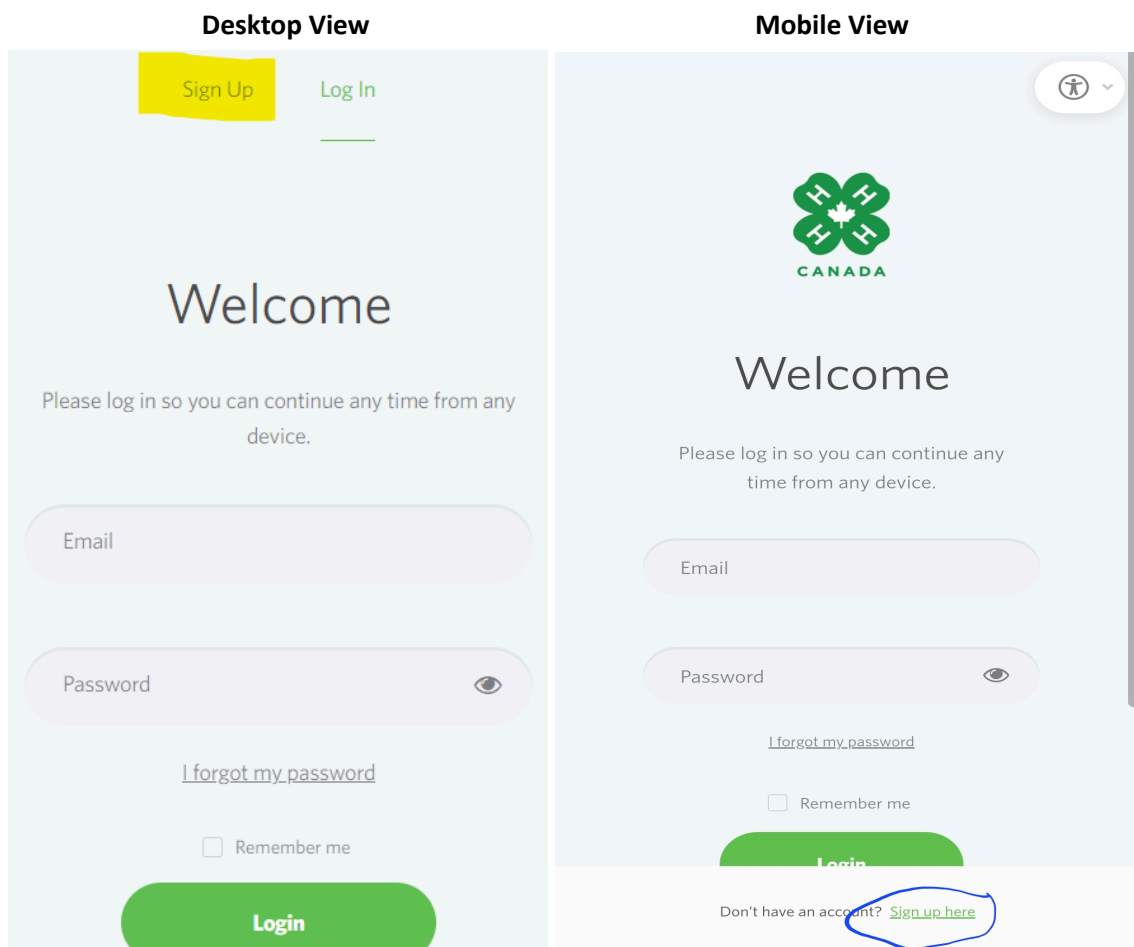 Desktop View
Sign Up
Log In
Welcome
Please log in so you can continue any time from any
device.
Email
Password
I forgot my password
Remember me
Login
Mobile View
H H H H
CANADA
Welcome
Please log in so you can continue any
time from any device.
Email
Password
I forgot my password
Remember me
Login
Don't have an account? Sign up here